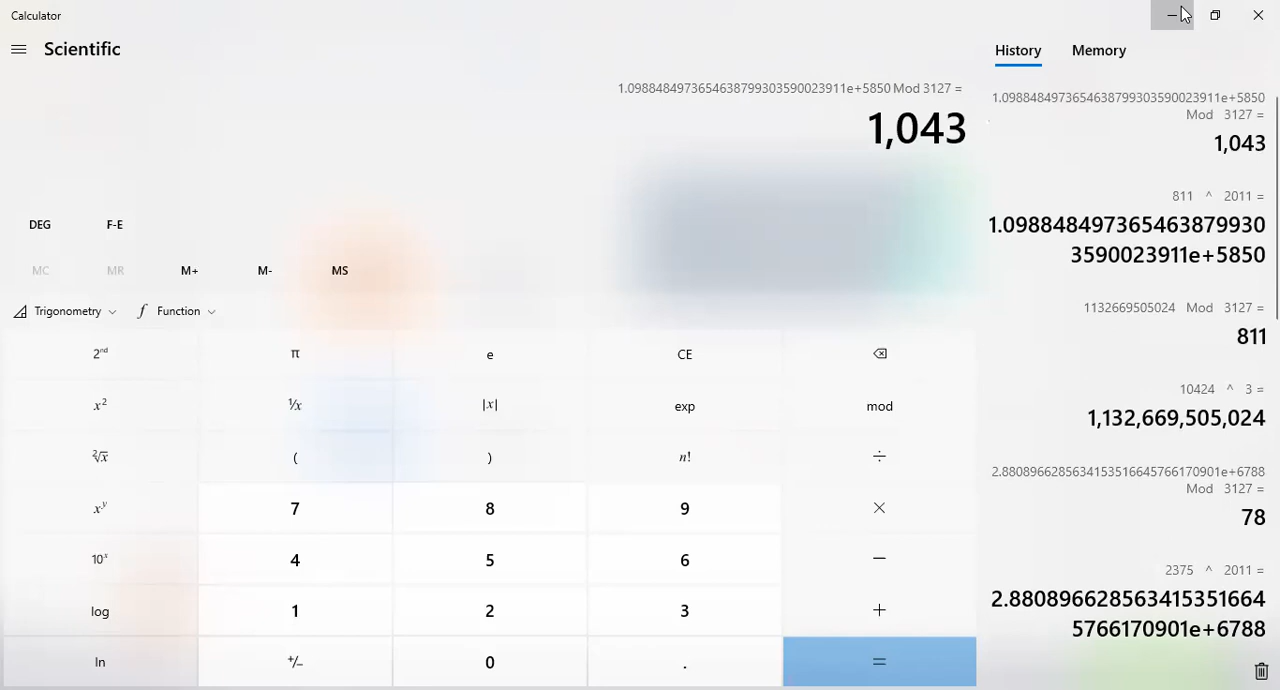 Calculator
Scientific
History Memory
1.0988484973654638799303590023911e+5850 Mod 3127 =
1,043
DEG F-E
MC MR M+ M- MS
Trigonometry f Function
2nd π e CE
x² ⅟x |x| exp mod
²√x ( ) n! ÷
xʸ 7 8 9 ×
10ˣ 4 5 6 −
log 1 2 3 +
ln +/− 0 . =
1.0988484973654638799303590023911e+5850
Mod 3127 =
1,043
811 ^ 2011 =
1.098848497365463879930
3590023911e+5850
1132669505024 Mod 3127 =
811
10424 ^ 3 =
1,132,669,505,024
2.8808966285634153516645766170901e+6788
Mod 3127 =
78
2375 ^ 2011 =
2.880896628563415351664
5766170901e+6788